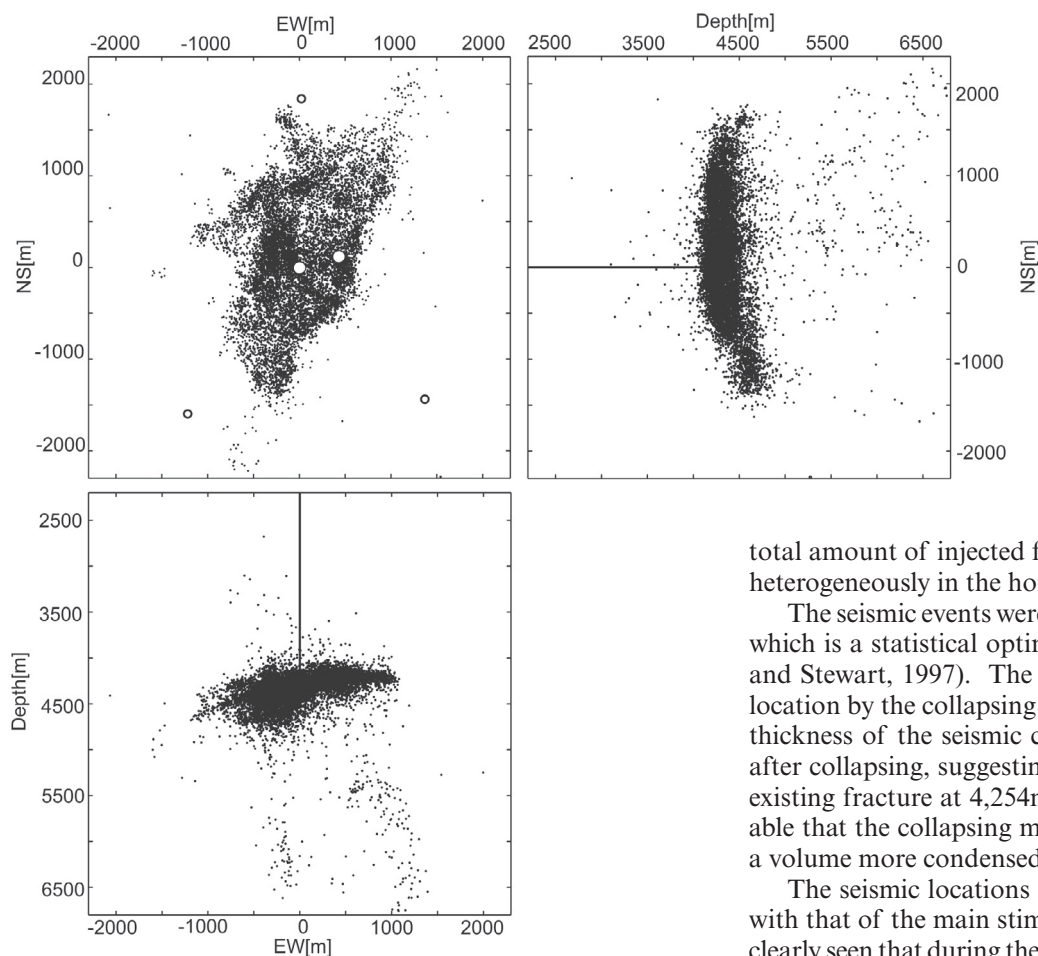 EW[m]
-2000 -1000 0 1000 2000
2000
1000
0
-1000
-2000
NS[m]
Depth[m]
2500 3500 4500 5500 6500
2000
1000
0
-1000
-2000
NS[m]
2500
3500
4500
5500
6500
Depth[m]
-2000 -1000 0 1000 2000
EW[m]
total amount of injected f
heterogeneously in the ho
The seismic events were
which is a statistical optin
and Stewart, 1997). The
location by the collapsing
thickness of the seismic c
after collapsing, suggestin
existing fracture at 4,254m
able that the collapsing m
a volume more condensed
The seismic locations
with that of the main stim
clearly seen that during the